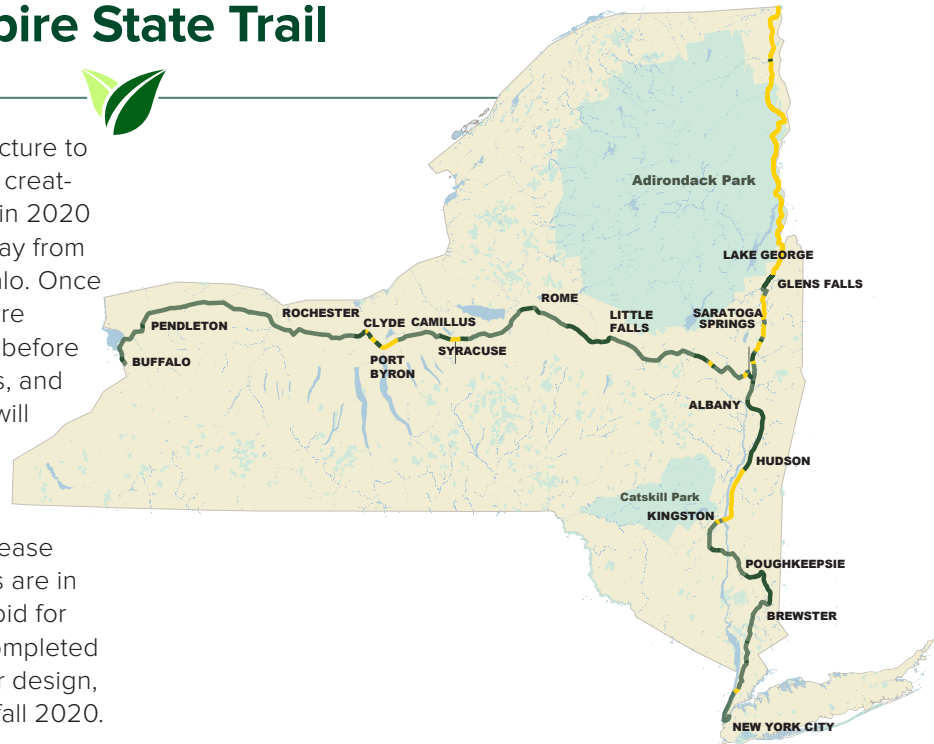 pire State Trail
cture to
creat-
in 2020
ay from
lo. Once
re
before
s, and
will
ease
s are in
bid for
ompleted
r design,
fall 2020.
Adirondack Park
LAKE GEORGE
GLENS FALLS
SARATOGA
SPRINGS
ROME
LITTLE
FALLS
ROCHESTER
CLYDE
CAMILLUS
PENDLETON
SYRACUSE
PORT
BYRON
BUFFALO
ALBANY
HUDSON
Catskill Park
KINGSTON
POUGHKEEPSIE
BREWSTER
NEW YORK CITY